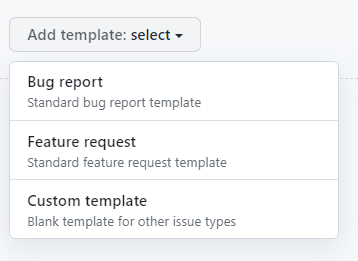 Add template: select
Bug report
Standard bug report template
Feature request
Standard feature request template
Custom template
Blank template for other issue types